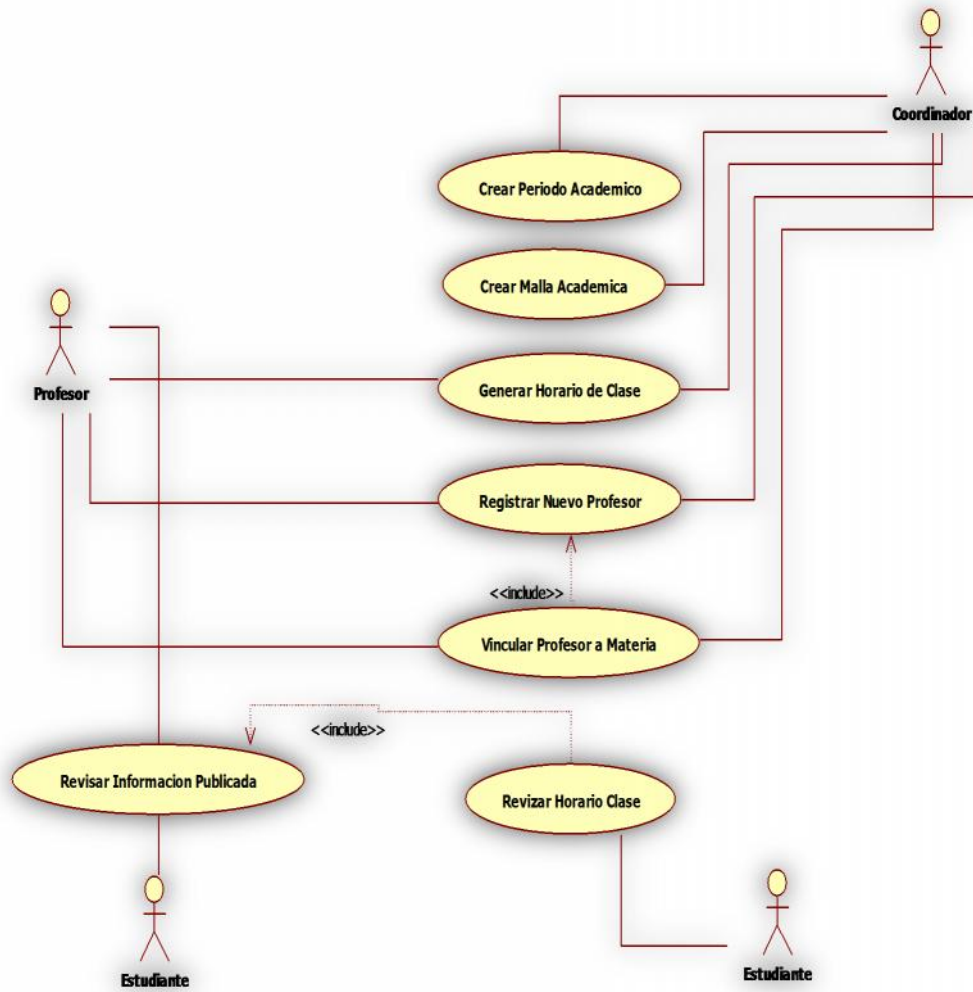 Coordinador
Crear Periodo Academico
Crear Malla Academica
Profesor
Generar Horario de Clase
Registrar Nuevo Profesor
<<include>>
Vincular Profesor a Materia
<<include>>
Revisar Informacion Publicada
Revizar Horario Clase
Estudiante
Estudiante